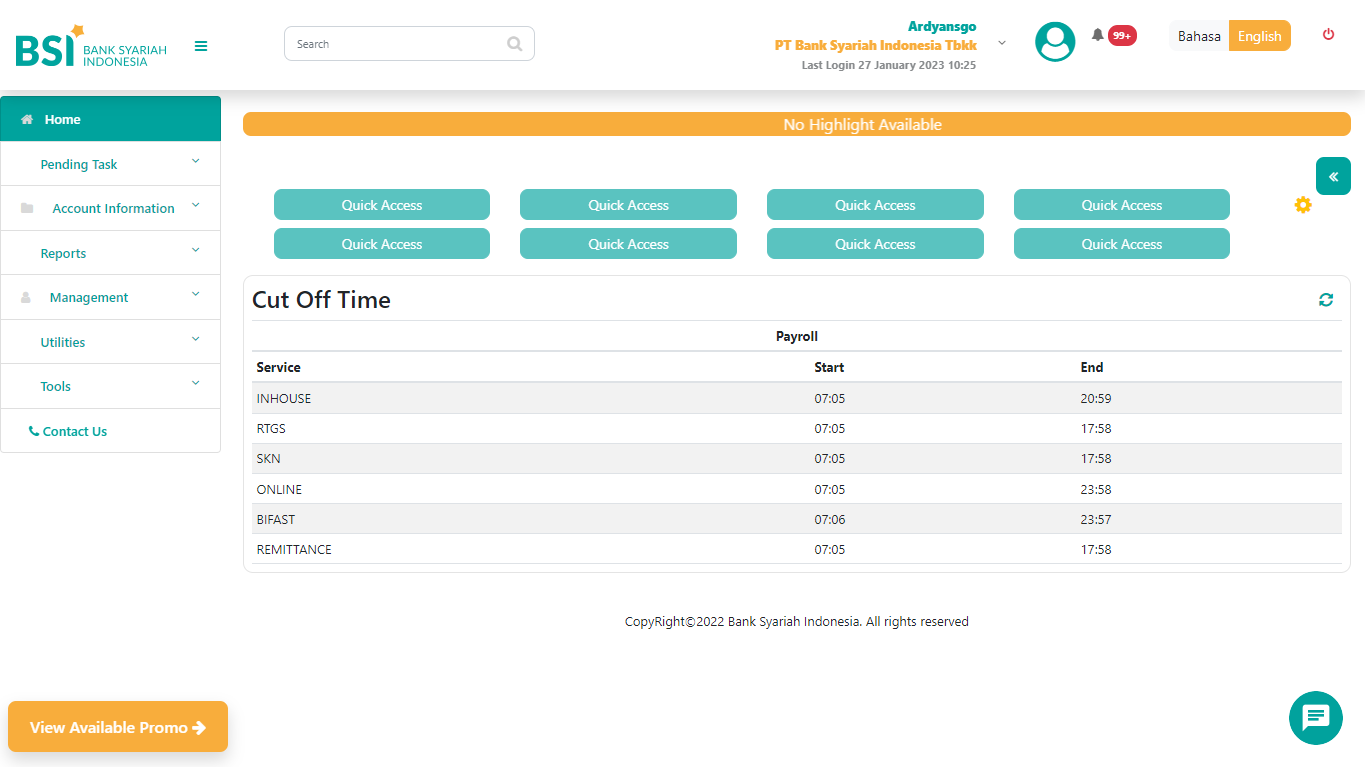 BSI BANK SYARIAH
INDONESIA
Search
Ardyansgo
PT Bank Syariah Indonesia Tbkk
Last Login 27 January 2023 10:25
99+
Bahasa English
Home
Pending Task
Account Information
Reports
Management
Utilities
Tools
Contact Us
No Highlight Available
Quick Access Quick Access Quick Access Quick Access
Quick Access Quick Access Quick Access Quick Access
Cut Off Time
Payroll
Service Start End
INHOUSE 07:05 20:59
RTGS 07:05 17:58
SKN 07:05 17:58
ONLINE 07:05 23:58
BIFAST 07:06 23:57
REMITTANCE 07:05 17:58
CopyRight©2022 Bank Syariah Indonesia. All rights reserved
View Available Promo